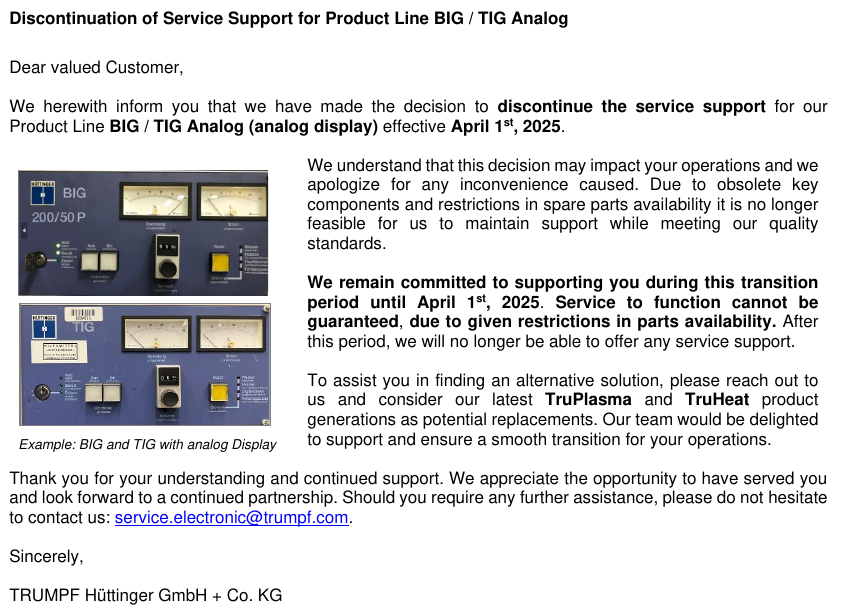 Discontinuation of Service Support for Product Line BIG / TIG Analog
Dear valued Customer,
We herewith inform you that we have made the decision to discontinue the service support for our
Product Line BIG / TIG Analog (analog display) effective April 1st, 2025.
HÜTTINGER
BIG
200/50 P
Reset
HÜTTINGER
TIG
Reset
Example: BIG and TIG with analog Display
We understand that this decision may impact your operations and we
apologize for any inconvenience caused. Due to obsolete key
components and restrictions in spare parts availability it is no longer
feasible for us to maintain support while meeting our quality
standards.
We remain committed to supporting you during this transition
period until April 1st, 2025. Service to function cannot be
guaranteed, due to given restrictions in parts availability. After
this period, we will no longer be able to offer any service support.
To assist you in finding an alternative solution, please reach out to
us and consider our latest TruPlasma and TruHeat product
generations as potential replacements. Our team would be delighted
to support and ensure a smooth transition for your operations.
Thank you for your understanding and continued support. We appreciate the opportunity to have served you
and look forward to a continued partnership. Should you require any further assistance, please do not hesitate
to contact us: service.electronic@trumpf.com.
Sincerely,
TRUMPF Hüttinger GmbH + Co. KG